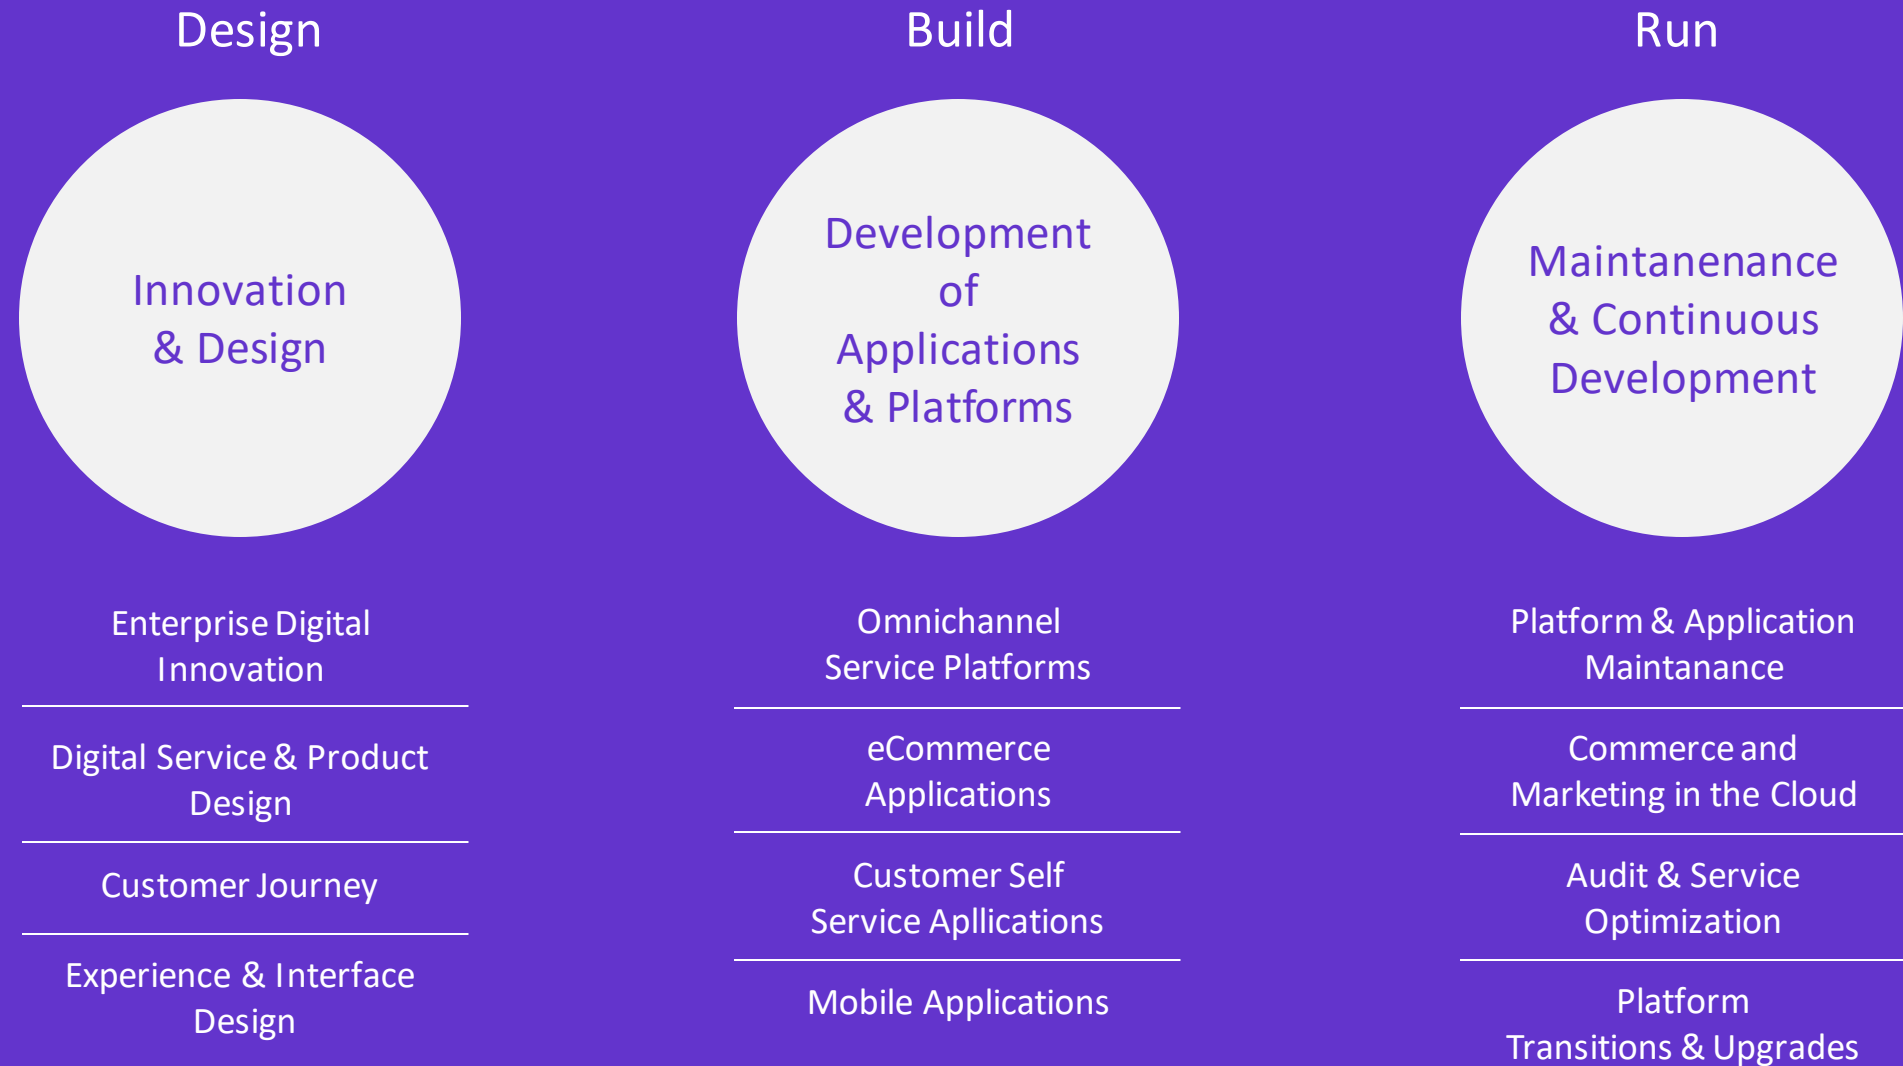 Design
Innovation
& Design
Enterprise Digital
Innovation
Digital Service & Product
Design
Customer Journey
Experience & Interface
Design
Build
Development
of
Applications
& Platforms
Omnichannel
Service Platforms
eCommerce
Applications
Customer Self
Service Apllications
Mobile Applications
Run
Maintanenance
& Continuous
Development
Platform & Application
Maintanance
Commerce and
Marketing in the Cloud
Audit & Service
Optimization
Platform
Transitions & Upgrades